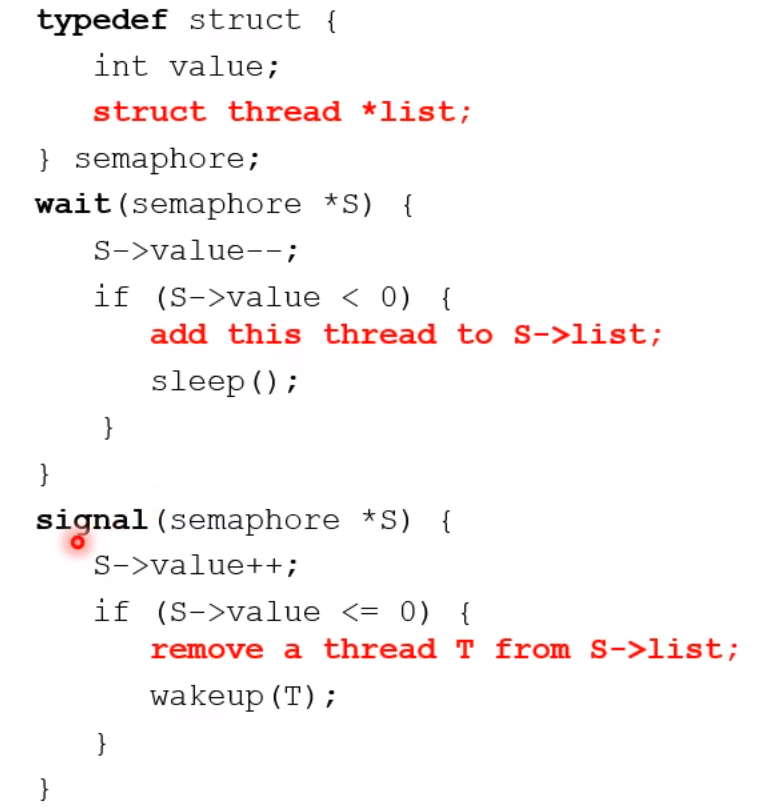 typedef struct {
int value;
struct thread *list;
} semaphore;
wait(semaphore *S) {
S->value--;
if (S->value < 0) {
add this thread to S->list;
sleep();
}
}
signal(semaphore *S) {
S->value++;
if (S->value <= 0) {
remove a thread T from S->list;
wakeup(T);
}
}